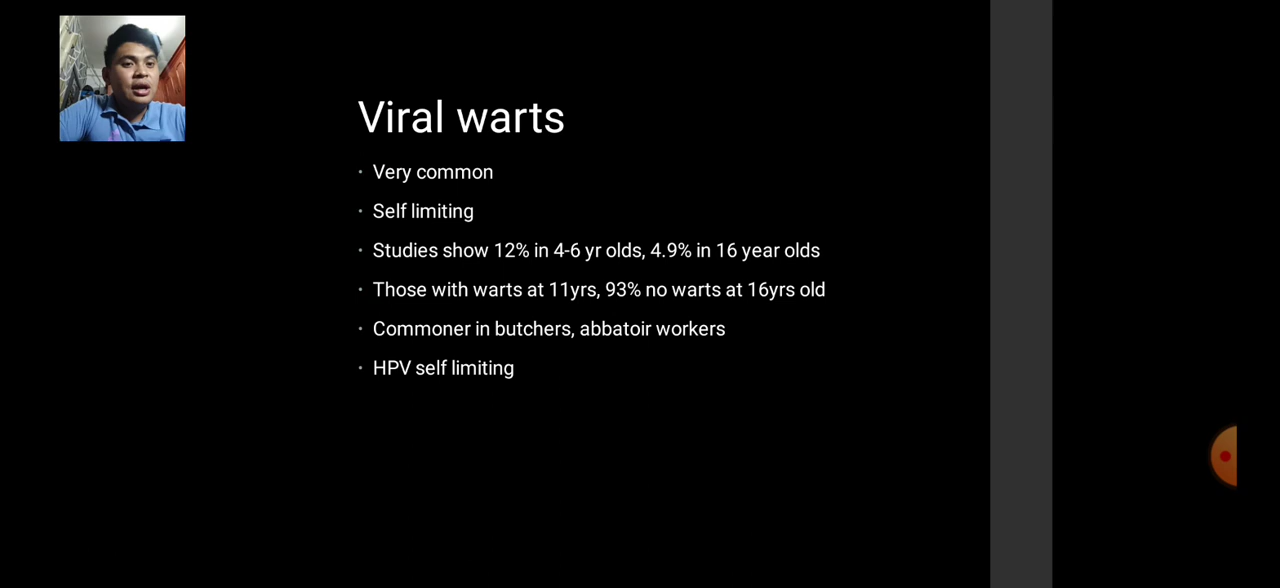 Viral warts
· Very common
· Self limiting
· Studies show 12% in 4-6 yr olds, 4.9% in 16 year olds
· Those with warts at 11yrs, 93% no warts at 16yrs old
· Commoner in butchers, abbatoir workers
· HPV self limiting